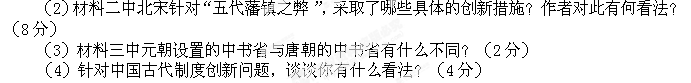 （2）材料二中北宋针对“五代藩镇之弊”，采取了哪些具体的创新措施？作者对此有何看法？
（8分）
（3）材料三中元朝设置的中书省与唐朝的中书省有什么不同？（2分）
（4）针对中国古代制度创新问题，谈谈你有什么看法？（4分）